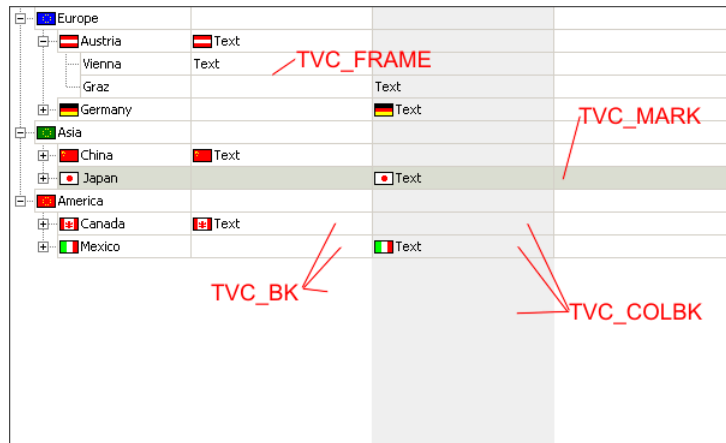 Europe
Austria Text
Vienna Text
TVC_FRAME
Graz Text
Germany Text
TVC_MARK
Asia
China Text
Japan Text
America
Canada Text
Mexico Text
TVC_BK
TVC_COLBK